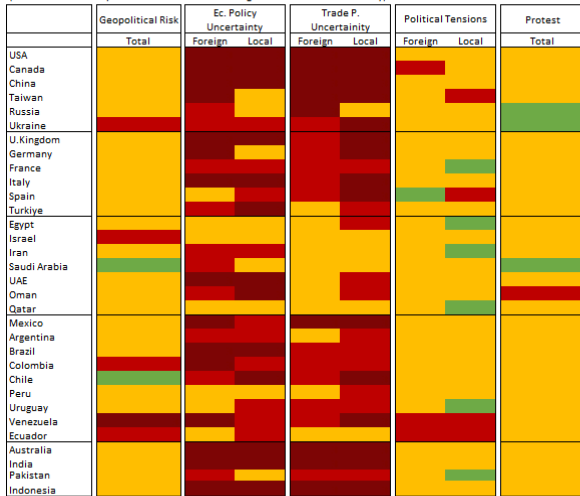 Geopolitical Risk
Ec. Policy
Uncertainty
Trade P.
Uncertainty
Political Tensions
Protest
Total Foreign Local Foreign Local Foreign Local Total
USA
Canada
China
Taiwan
Russia
Ukraine
U.Kingdom
Germany
France
Italy
Spain
Turkiye
Egypt
Israel
Iran
Saudi Arabia
UAE
Oman
Qatar
Mexico
Argentina
Brazil
Colombia
Chile
Peru
Uruguay
Venezuela
Ecuador
Australia
India
Pakistan
Indonesia